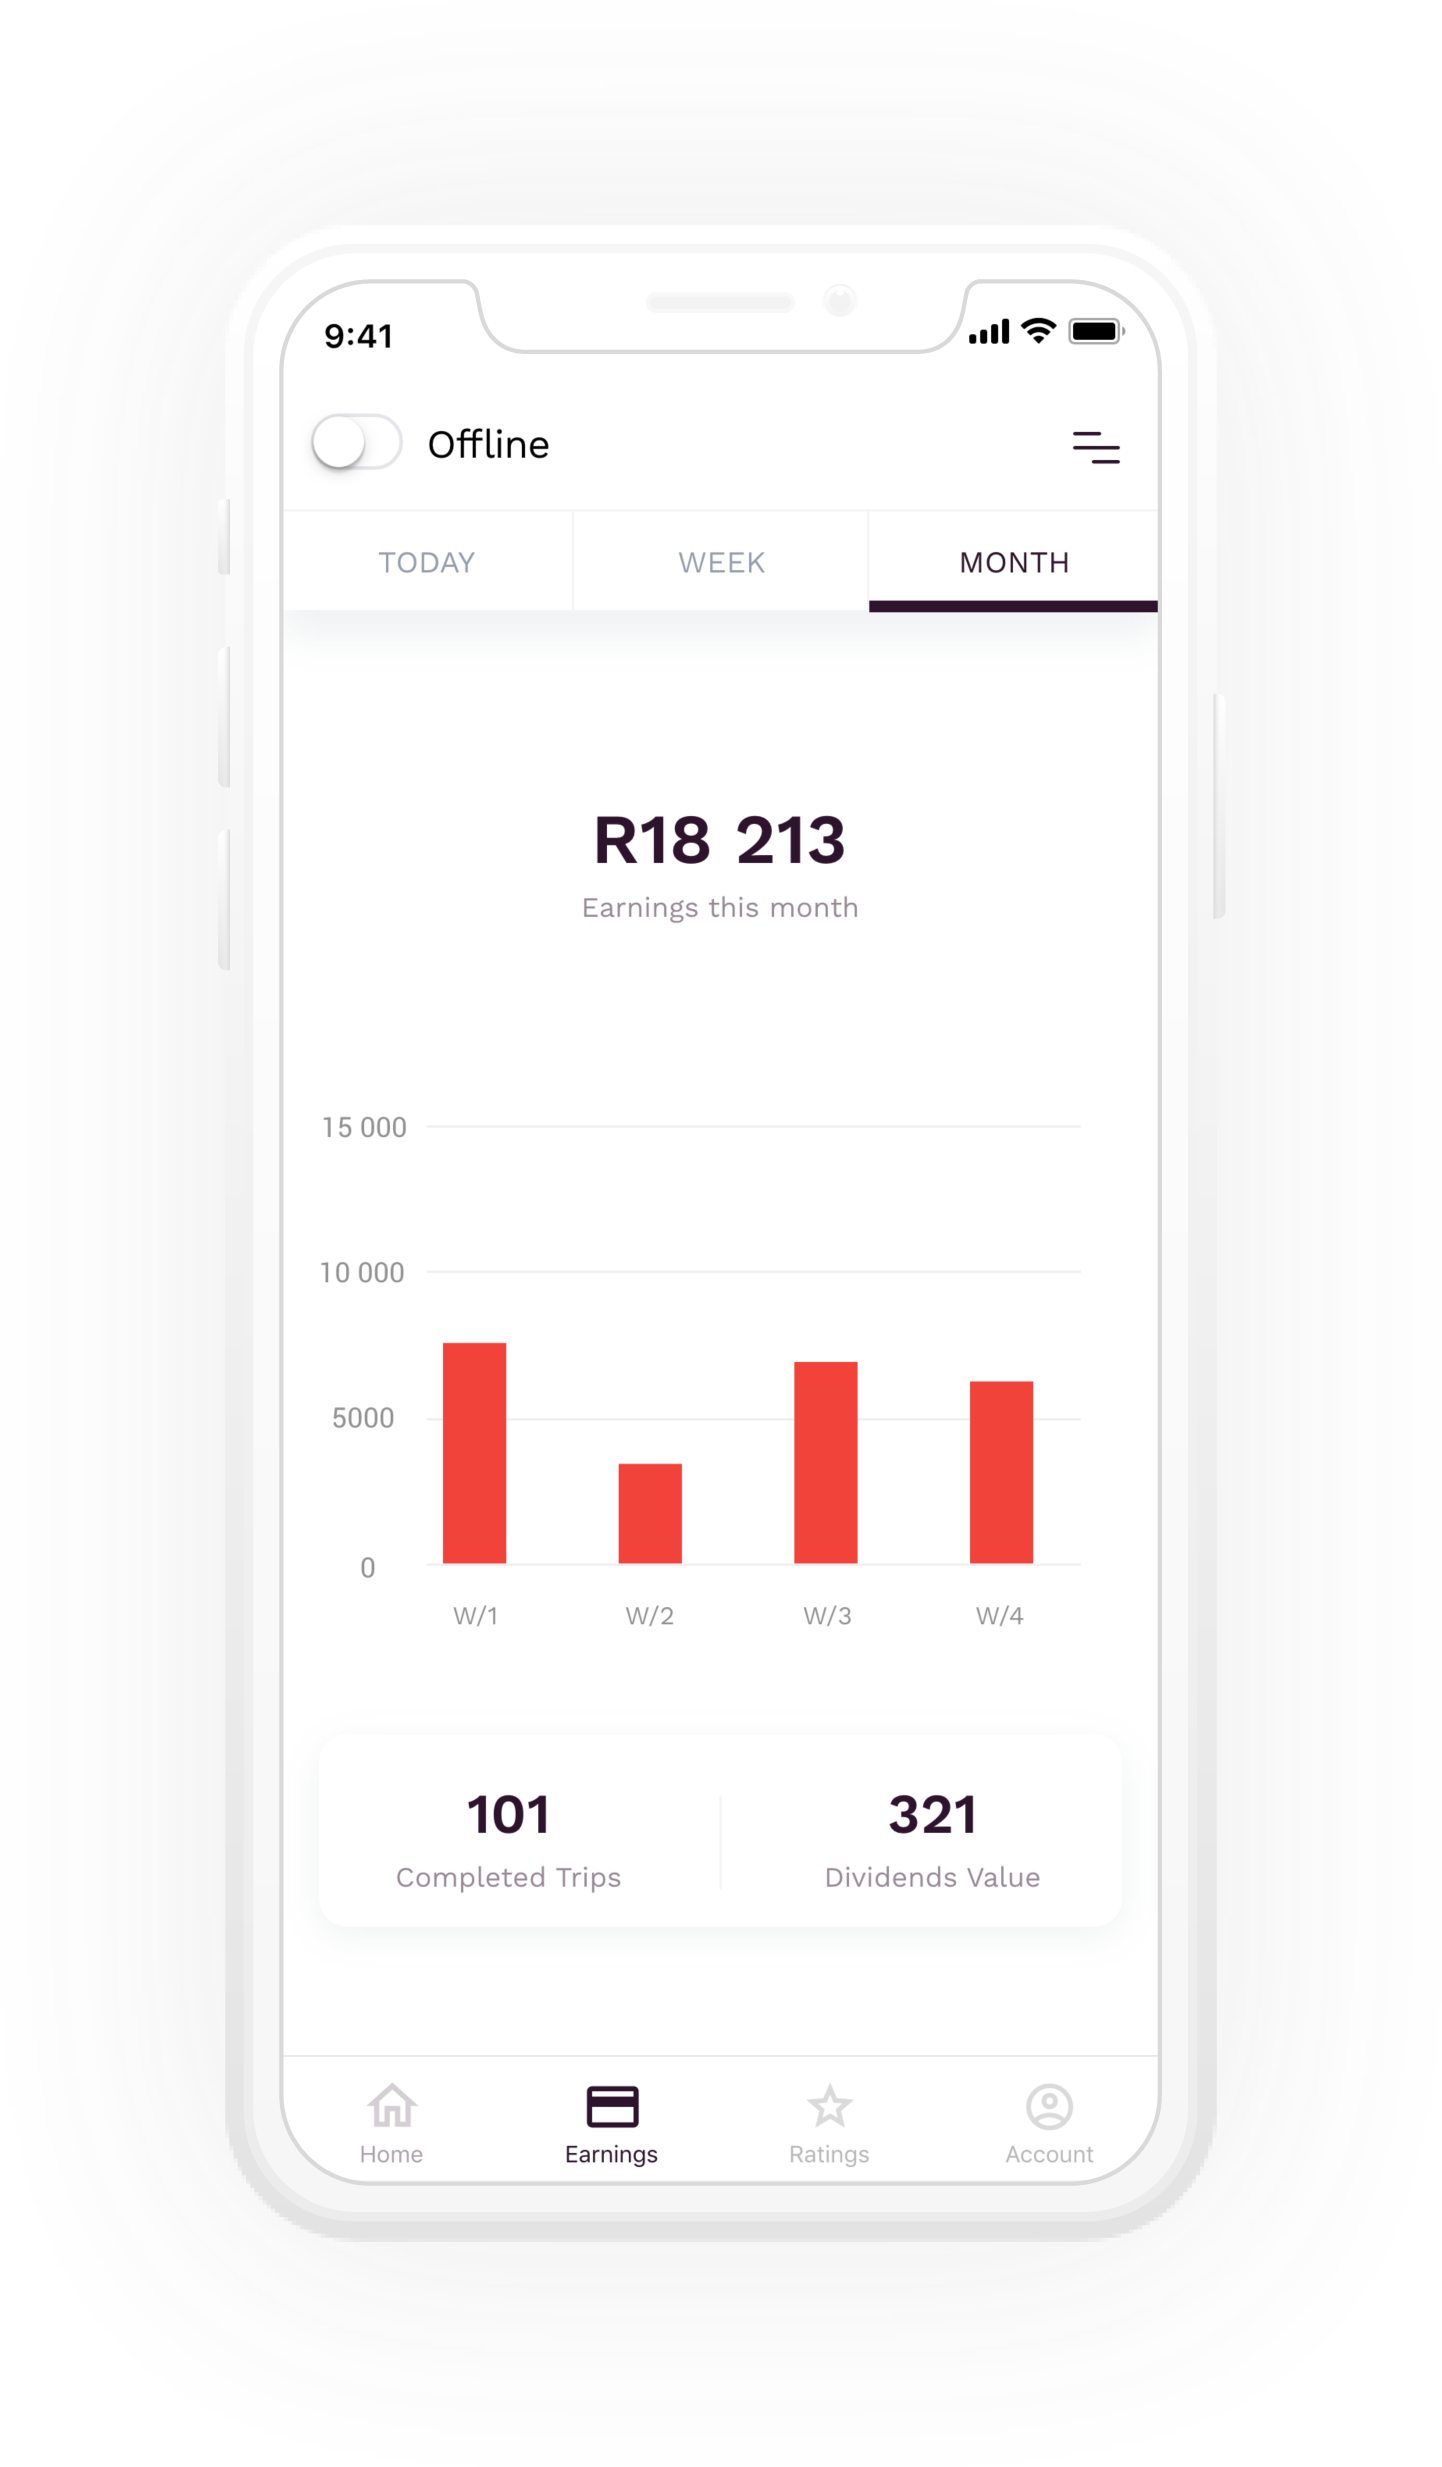 9:41
Offline
TODAY WEEK MONTH
R18 213
Earnings this month
15 000
10 000
5000
0
W/1 W/2 W/3 W/4
101 321
Completed Trips Dividends Value
Home Earnings Ratings Account